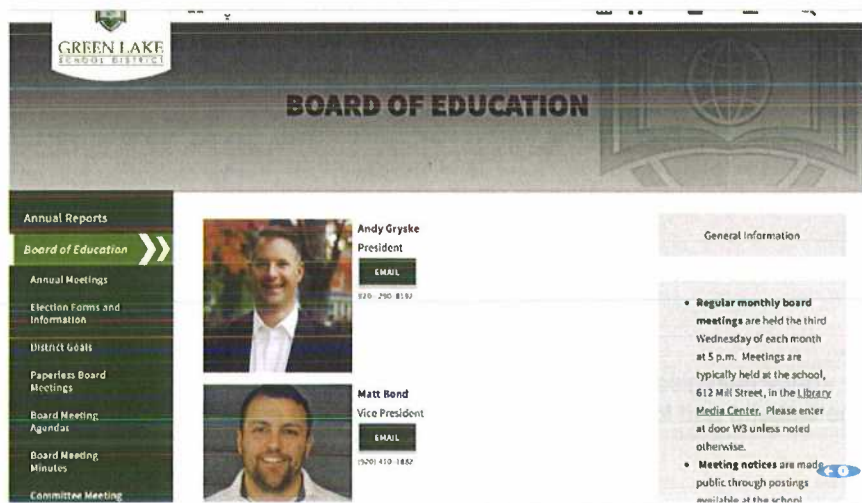 GREEN LAKE
SCHOOL DISTRICT
BOARD OF EDUCATION
Annual Reports
Board of Education
Annual Meetings
Election Forms and
Information
District Goals
Paperless Board
Meetings
Board Meeting
Agendas
Board Meeting
Minutes
Committee Meeting
Andy Gryske
President
EMAIL
Matt Bond
Vice President
EMAIL
General Information
• Regular monthly board
meetings are held the third
Wednesday of each month
at 5 p.m. Meetings are
typically held at the school,
612 Mill Street, in the Library
Media Center. Please enter
at door W3 unless noted
otherwise.
• Meeting notices are made
public through postings
available at the school